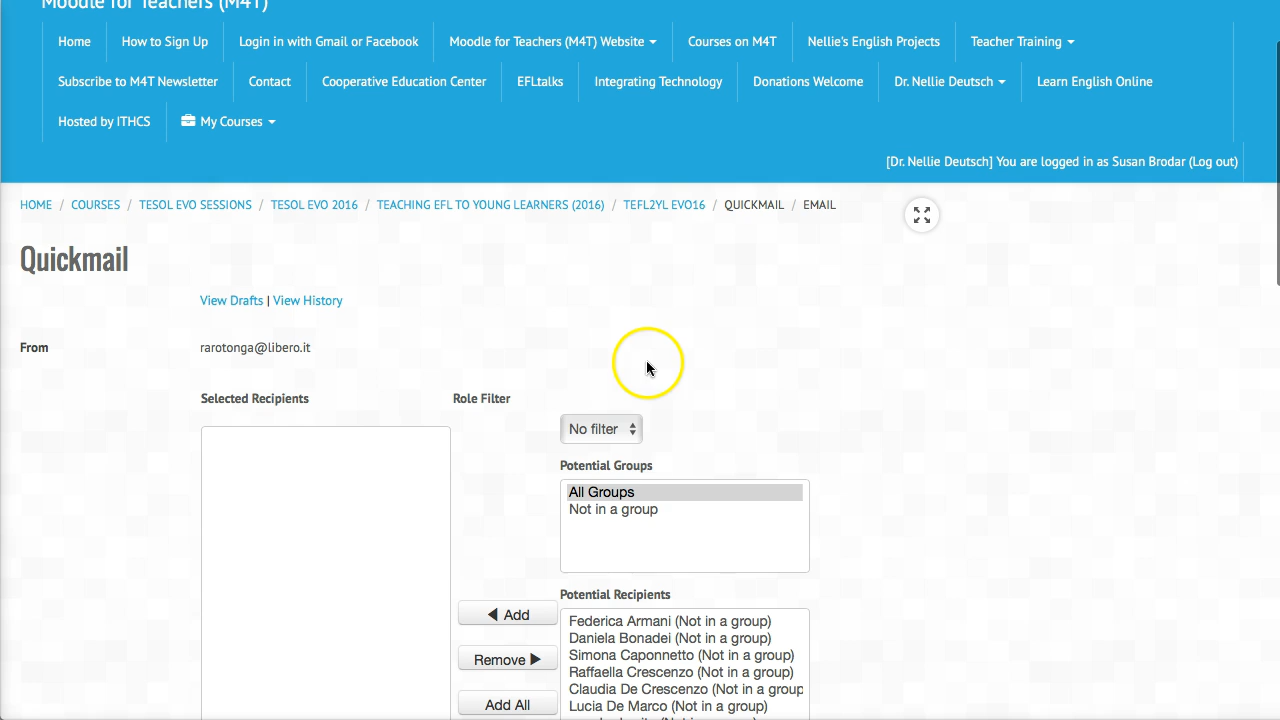 Moodle for Teachers (M4T)
Home How to Sign Up Login in with Gmail or Facebook Moodle for Teachers (M4T) Website Courses on M4T Nellie's English Projects Teacher Training
Subscribe to M4T Newsletter Contact Cooperative Education Center EFLtalks Integrating Technology Donations Welcome Dr. Nellie Deutsch Learn English Online
Hosted by ITHCS My Courses
[Dr. Nellie Deutsch] You are logged in as Susan Brodar (Log out)
HOME / COURSES / TESOL EVO SESSIONS / TESOL EVO 2016 / TEACHING EFL TO YOUNG LEARNERS (2016) / TEFL2YL EVO16 / QUICKMAIL / EMAIL
Quickmail
View Drafts | View History
From rarotonga@libero.it
Selected Recipients Role Filter
No filter
Potential Groups
All Groups
Not in a group
Potential Recipients
Add
Federica Armani (Not in a group)
Daniela Bonadei (Not in a group)
Remove Simona Caponnetto (Not in a group)
Raffaella Crescenzo (Not in a group)
Claudia De Crescenzo (Not in a group
Add All Lucia De Marco (Not in a group)